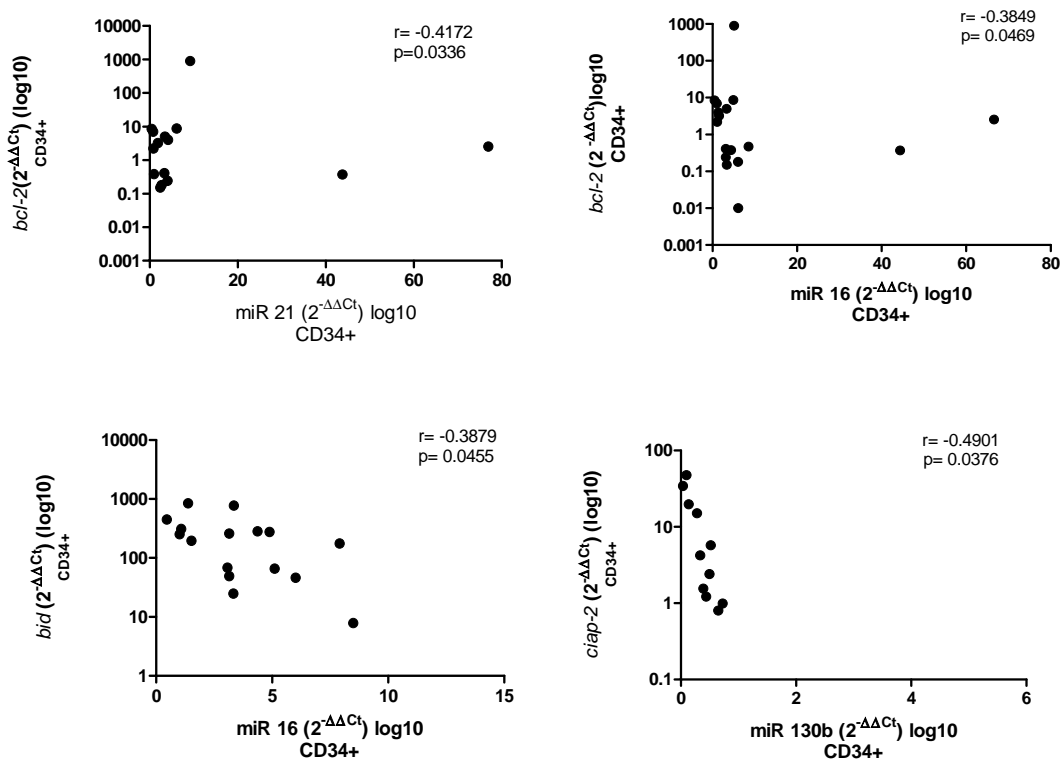 r= -0.4172
p=0.0336
10000
1000
100
10
1
0.1
0.01
0.001
bcl-2(2-ΔΔCt) (log10)
CD34+
0 20 40 60 80
miR 21 (2-ΔΔCt) log10
CD34+
r= -0.3849
p= 0.0469
1000
100
10
1
0.1
0.01
0.001
bcl-2 (2-ΔΔCt)log10
CD34+
0 20 40 60 80
miR 16 (2-ΔΔCt) log10
CD34+
r= -0.3879
p= 0.0455
10000
1000
100
10
1
bid (2-ΔΔCt) (log10)
CD34+
0 5 10 15
miR 16 (2-ΔΔCt) log10
CD34+
r= -0.4901
p= 0.0376
100
10
1
0.1
ciap-2 (2-ΔΔCt) (log10)
CD34+
0 2 4 6
miR 130b (2-ΔΔCt) log10
CD34+